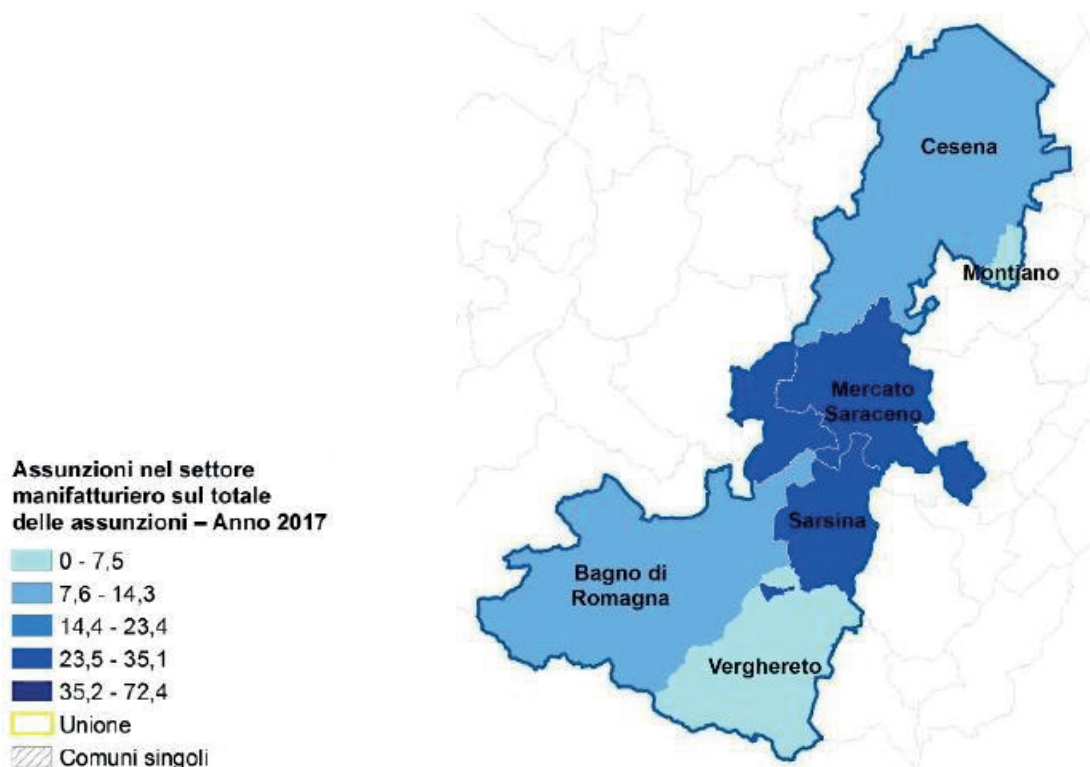 Cesena
Montiano
Mercato
Saraceno
Sarsina
Bagno di
Romagna
Verghereto
Assunzioni nel settore
manifatturiero sul totale
delle assunzioni – Anno 2017
0 - 7,5
7,6 - 14,3
14,4 - 23,4
23,5 - 35,1
35,2 - 72,4
Unione
Comuni singoli